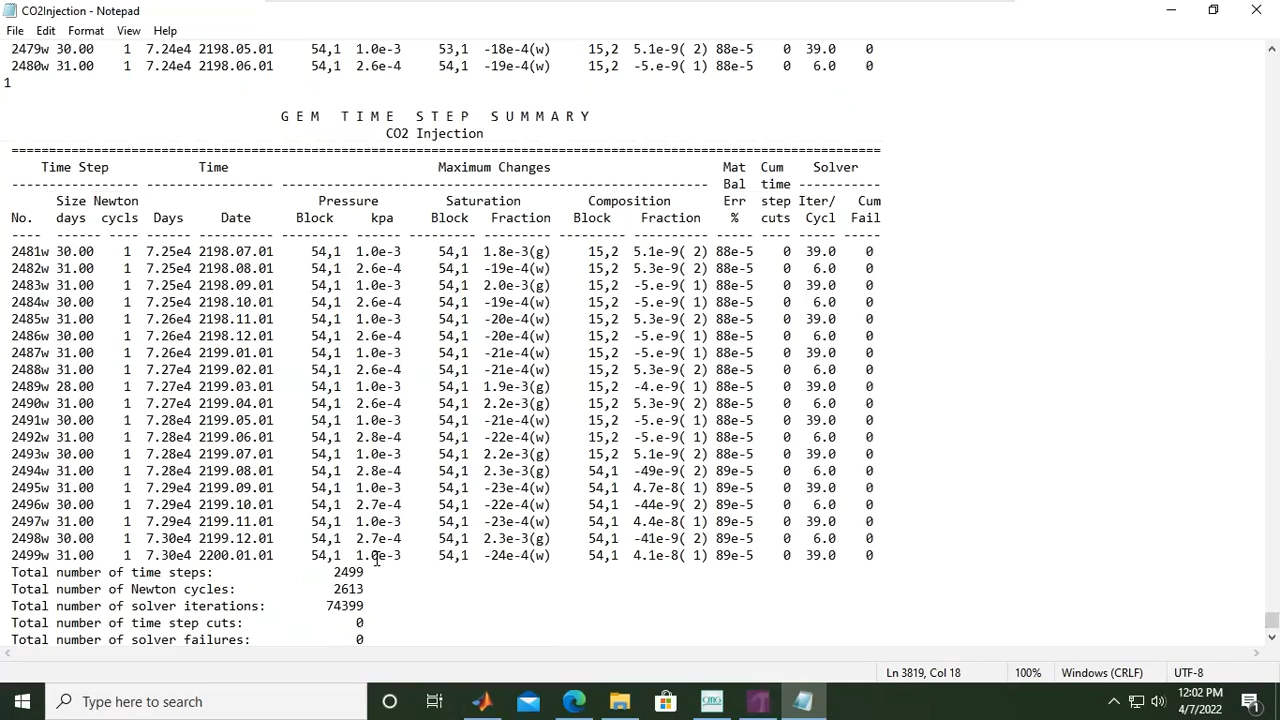 CO2Injection - Notepad
File Edit Format View Help
2479w 30.00 1 7.24e4 2198.05.01 54,1 1.0e-3 53,1 -18e-4(w) 15,2 5.1e-9( 2) 88e-5 0 39.0 0
2480w 31.00 1 7.24e4 2198.06.01 54,1 2.6e-4 54,1 -19e-4(w) 15,2 -5.e-9( 1) 88e-5 0 6.0 0
1
G E M T I M E S T E P S U M M A R Y
CO2 Injection
================================================================================
Time Step Time Maximum Changes Mat Cum Solver
----------------- ----------------- --------------------------------------------------------- Bal time -----------
Size Newton Pressure Saturation Composition Err step Iter/ Cum
No. days cycls Days Date Block kpa Block Fraction Block Fraction % cuts Cycl Fail
---- ----- ----- ------ ---------- --------- ------ --------- --------- --------- ---------- ----- ---- ----- -----
2481w 30.00 1 7.25e4 2198.07.01 54,1 1.0e-3 54,1 1.8e-3(g) 15,2 5.1e-9( 2) 88e-5 0 39.0 0
2482w 31.00 1 7.25e4 2198.08.01 54,1 2.6e-4 54,1 -19e-4(w) 15,2 5.3e-9( 2) 88e-5 0 6.0 0
2483w 31.00 1 7.25e4 2198.09.01 54,1 1.0e-3 54,1 2.0e-3(g) 15,2 -5.e-9( 1) 88e-5 0 39.0 0
2484w 30.00 1 7.25e4 2198.10.01 54,1 2.6e-4 54,1 -19e-4(w) 15,2 -5.e-9( 1) 88e-5 0 6.0 0
2485w 31.00 1 7.26e4 2198.11.01 54,1 1.0e-3 54,1 -20e-4(w) 15,2 5.3e-9( 2) 88e-5 0 39.0 0
2486w 30.00 1 7.26e4 2198.12.01 54,1 2.6e-4 54,1 -20e-4(w) 15,2 -5.e-9( 1) 88e-5 0 6.0 0
2487w 31.00 1 7.26e4 2199.01.01 54,1 1.0e-3 54,1 -21e-4(w) 15,2 -5.e-9( 1) 88e-5 0 39.0 0
2488w 31.00 1 7.27e4 2199.02.01 54,1 2.6e-4 54,1 -21e-4(w) 15,2 5.3e-9( 2) 88e-5 0 6.0 0
2489w 28.00 1 7.27e4 2199.03.01 54,1 1.0e-3 54,1 1.9e-3(g) 15,2 -4.e-9( 1) 88e-5 0 39.0 0
2490w 31.00 1 7.27e4 2199.04.01 54,1 2.6e-4 54,1 2.2e-3(g) 15,2 5.3e-9( 2) 88e-5 0 6.0 0
2491w 30.00 1 7.28e4 2199.05.01 54,1 1.0e-3 54,1 -21e-4(w) 15,2 -5.e-9( 1) 88e-5 0 39.0 0
2492w 31.00 1 7.28e4 2199.06.01 54,1 2.8e-4 54,1 -22e-4(w) 15,2 -5.e-9( 1) 88e-5 0 6.0 0
2493w 30.00 1 7.28e4 2199.07.01 54,1 1.0e-3 54,1 2.2e-3(g) 15,2 5.1e-9( 2) 88e-5 0 39.0 0
2494w 31.00 1 7.28e4 2199.08.01 54,1 2.8e-4 54,1 2.3e-3(g) 54,1 -49e-9( 2) 89e-5 0 6.0 0
2495w 31.00 1 7.29e4 2199.09.01 54,1 1.0e-3 54,1 -23e-4(w) 54,1 4.7e-8( 1) 89e-5 0 39.0 0
2496w 30.00 1 7.29e4 2199.10.01 54,1 2.7e-4 54,1 -22e-4(w) 54,1 -44e-9( 2) 89e-5 0 6.0 0
2497w 31.00 1 7.29e4 2199.11.01 54,1 1.0e-3 54,1 -23e-4(w) 54,1 4.4e-8( 1) 89e-5 0 39.0 0
2498w 30.00 1 7.30e4 2199.12.01 54,1 2.7e-4 54,1 2.3e-3(g) 54,1 -41e-9( 2) 89e-5 0 6.0 0
2499w 31.00 1 7.30e4 2200.01.01 54,1 1.0e-3 54,1 -24e-4(w) 54,1 4.1e-8( 1) 89e-5 0 39.0 0
Total number of time steps: 2499
Total number of Newton cycles: 2613
Total number of solver iterations: 74399
Total number of time step cuts: 0
Total number of solver failures: 0
Ln 3819, Col 18 100% Windows (CRLF) UTF-8
Type here to search
cmg
12:02 PM
4/7/2022
1